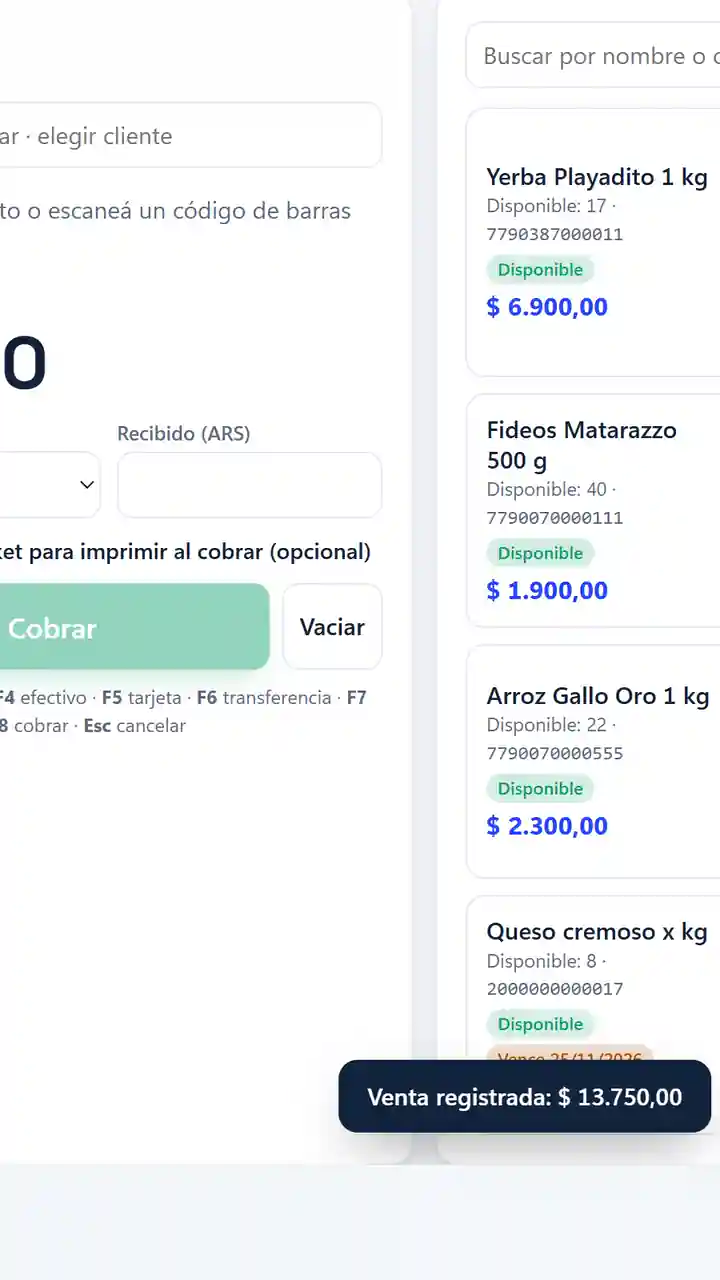 ar · elegir cliente
to o escaneá un código de barras
0
Recibido (ARS)
ket para imprimir al cobrar (opcional)
Cobrar
Vaciar
F4 efectivo · F5 tarjeta · F6 transferencia · F7
8 cobrar · Esc cancelar
Buscar por nombre o c
Yerba Playadito 1 kg
Disponible: 17 ·
7790387000011
Disponible
$ 6.900,00
Fideos Matarazzo
500 g
Disponible: 40 ·
7790070000111
Disponible
$ 1.900,00
Arroz Gallo Oro 1 kg
Disponible: 22 ·
7790070000555
Disponible
$ 2.300,00
Queso cremoso x kg
Disponible: 8 ·
2000000000017
Disponible
Vence 25/11/2026
Venta registrada: $ 13.750,00